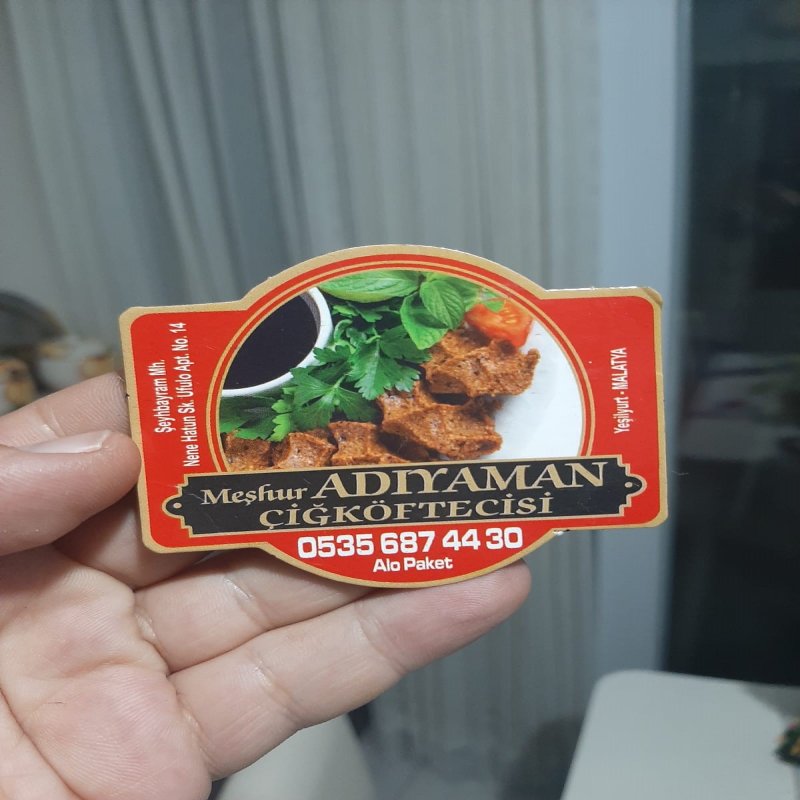 Şeyhbayram Mh.
Nene Hatun Sk. Ufulo Apt. No. 14
Yeşilyurt - MALATYA
Meşhur ADIYAMAN
ÇİĞKÖFTECİSİ
0535 687 44 30
Alo Paket